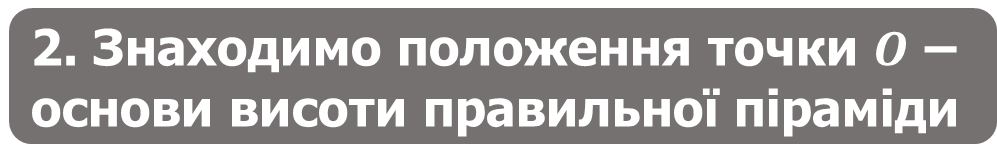 2. Знаходимо положення точки O –
основи висоти правильної піраміди